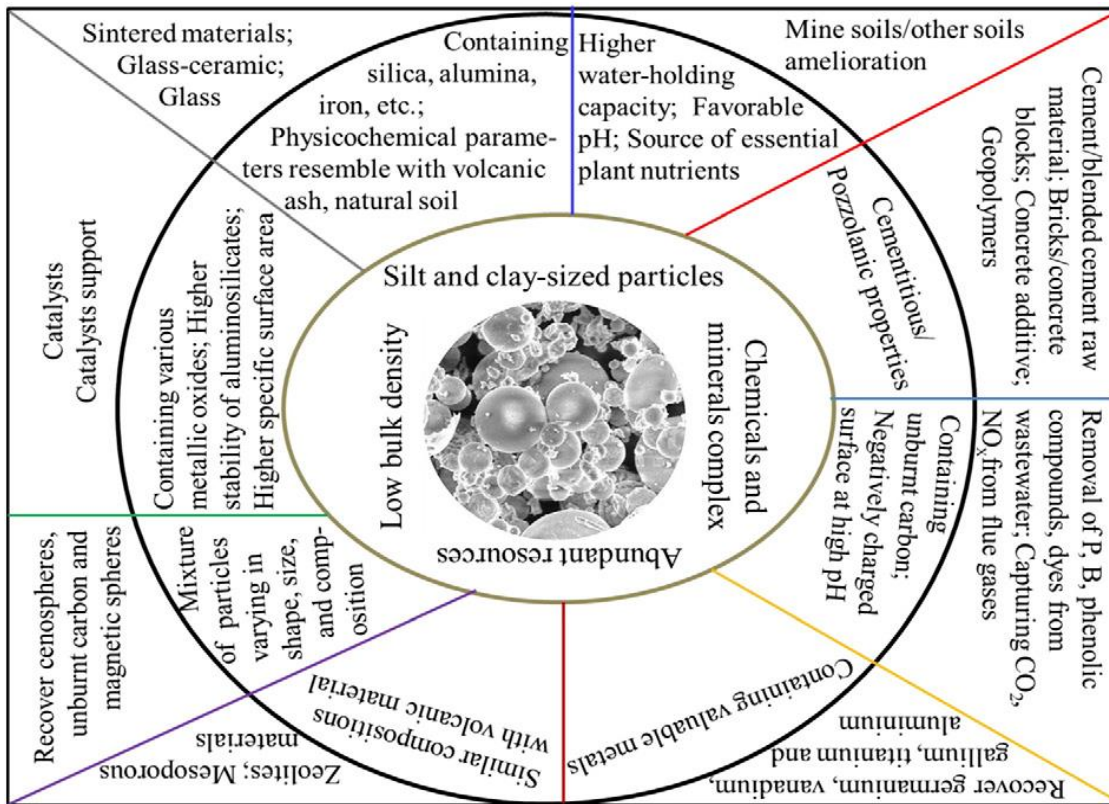 Sintered materials;
Glass-ceramic;
Glass
Containing
silica, alumina,
iron, etc.;
Physicochemical parame-
ters resemble with volcanic
ash, natural soil
Higher
water-holding
capacity; Favorable
pH; Source of essential
plant nutrients
Mine soils/other soils
amelioration
Cement/blended cement raw
material; Bricks/concrete
blocks; Concrete additive;
Geopolymers
Cementitious/
Pozzolanic properties
Removal of P, B, phenolic
compounds, dyes from
wastewater; Capturing CO₂,
NOₓ from flue gases
Containing
unburnt carbon;
Negatively charged
surface at high pH
Recover germanium, vanadium,
gallium, titanium and
aluminium
Containing valuable metals
Similar compositions
with volcanic material
Zeolites; Mesoporous
materials
Recover cenospheres,
unburnt carbon and
magnetic spheres
Mixture
of particles
varying in
shape, size,
and comp-
osition
Catalysts
Catalysts support
Containing various
metallic oxides; Higher
stability of aluminosilicates;
Higher specific surface area
Silt and clay-sized particles
Chemicals and
minerals complex
Abundant resources
Low bulk density